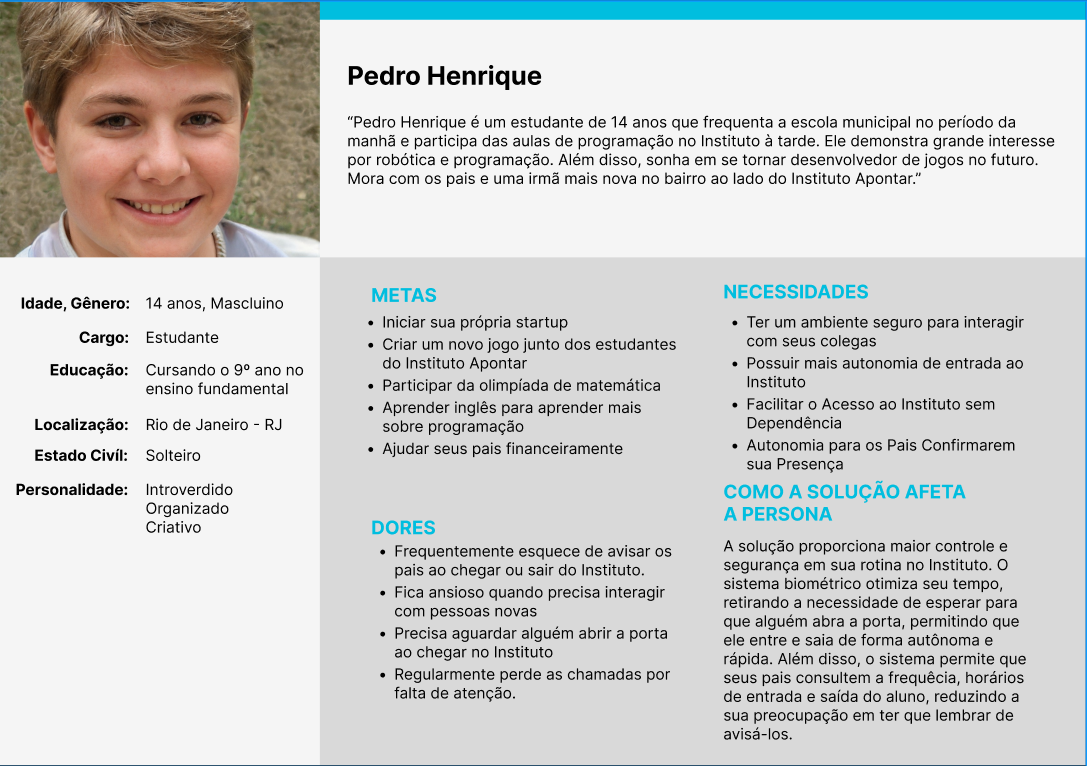 Pedro Henrique
“Pedro Henrique é um estudante de 14 anos que frequenta a escola municipal no período da
manhã e participa das aulas de programação no Instituto à tarde. Ele demonstra grande interesse
por robótica e programação. Além disso, sonha em se tornar desenvolvedor de jogos no futuro.
Mora com os pais e uma irmã mais nova no bairro ao lado do Instituto Apontar.”
Idade, Gênero: 14 anos, Mascluino
Cargo: Estudante
Educação: Cursando o 9º ano no
ensino fundamental
Localização: Rio de Janeiro - RJ
Estado Civíl: Solteiro
Personalidade: Introverdido
Organizado
Criativo
METAS
• Iniciar sua própria startup
• Criar um novo jogo junto dos estudantes
do Instituto Apontar
• Participar da olimpíada de matemática
• Aprender inglês para aprender mais
sobre programação
• Ajudar seus pais financeiramente
DORES
• Frequentemente esquece de avisar os
pais ao chegar ou sair do Instituto.
• Fica ansioso quando precisa interagir
com pessoas novas
• Precisa aguardar alguém abrir a porta
ao chegar no Instituto
• Regularmente perde as chamadas por
falta de atenção.
NECESSIDADES
• Ter um ambiente seguro para interagir
com seus colegas
• Possuir mais autonomia de entrada ao
Instituto
• Facilitar o Acesso ao Instituto sem
Dependência
• Autonomia para os Pais Confirmarem
sua Presença
COMO A SOLUÇÃO AFETA
A PERSONA
A solução proporciona maior controle e
segurança em sua rotina no Instituto. O
sistema biométrico otimiza seu tempo,
retirando a necessidade de esperar para
que alguém abra a porta, permitindo que
ele entre e saia de forma autônoma e
rápida. Além disso, o sistema permite que
seus pais consultem a frequêcia, horários
de entrada e saída do aluno, reduzindo a
sua preocupação em ter que lembrar de
avisá-los.